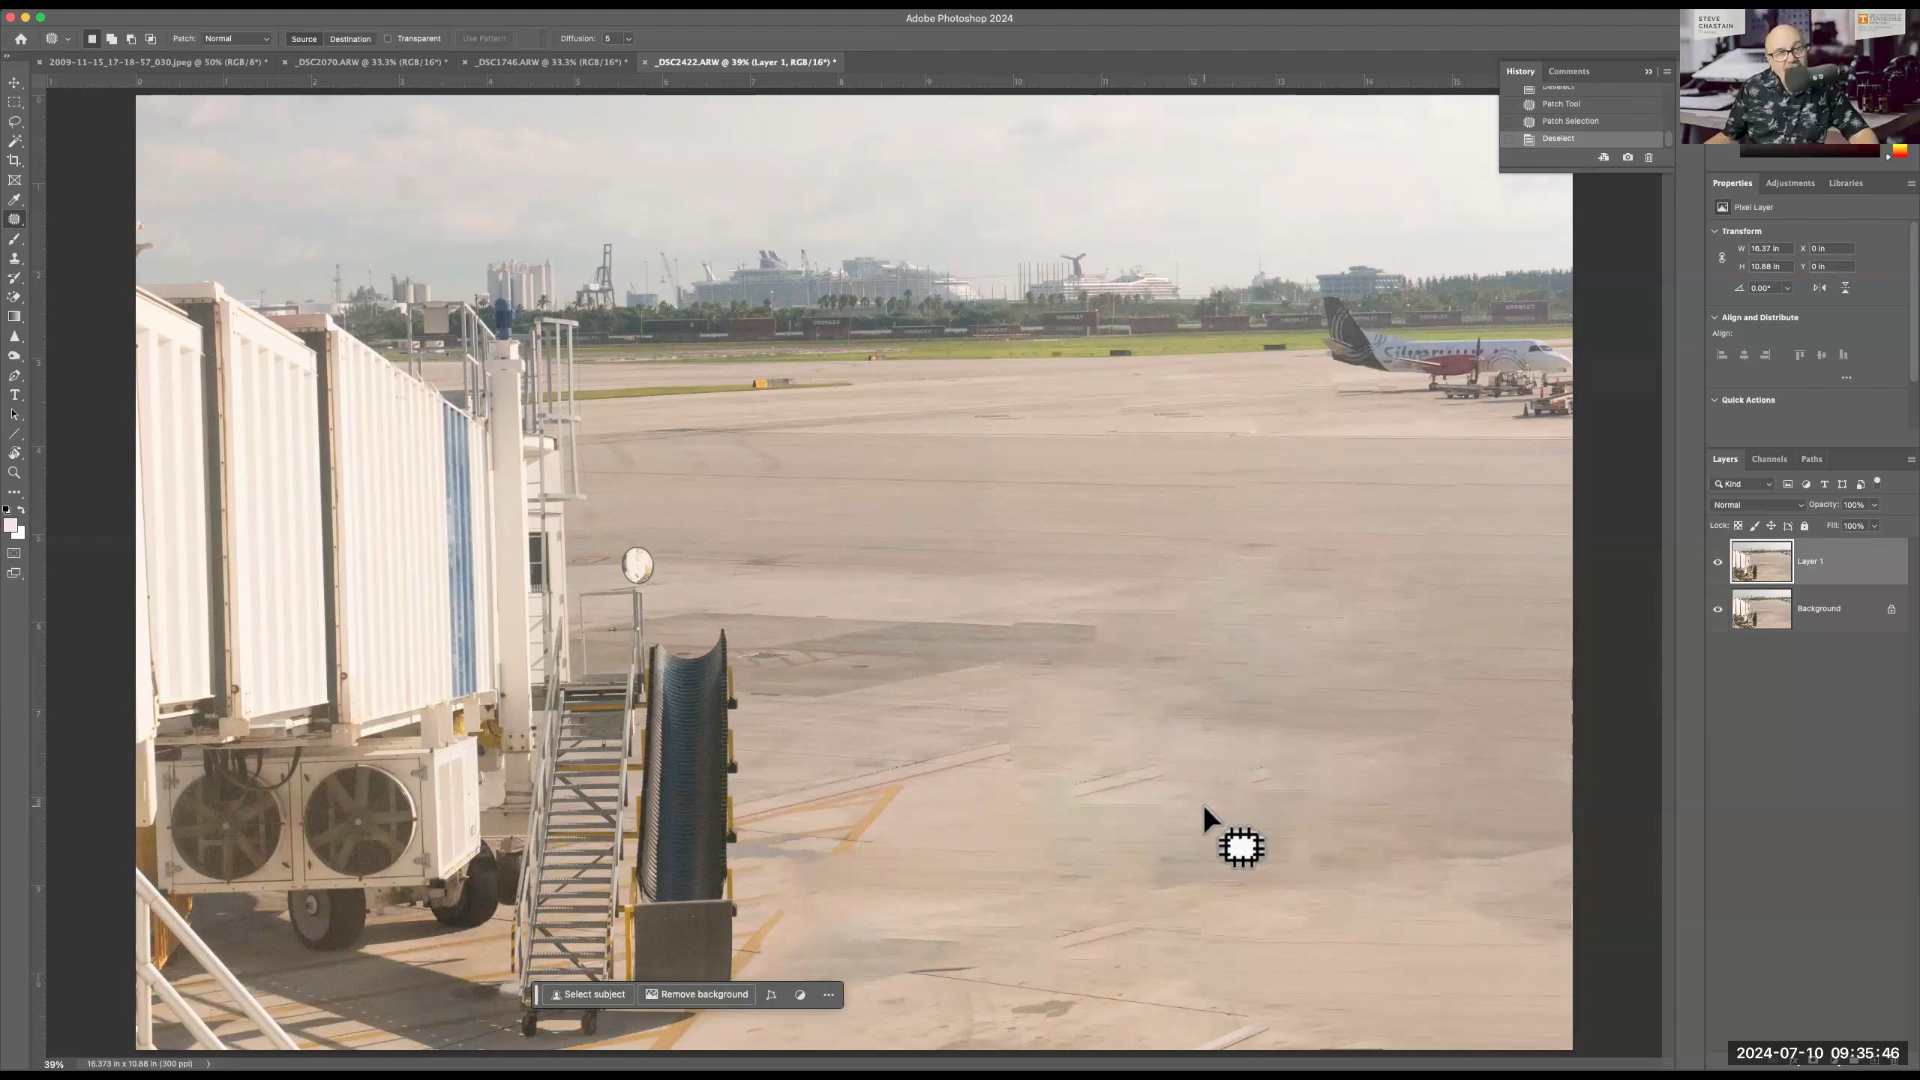 Adobe Photoshop 2024
STEVE
CHASTAIN
TENNESSEE
Patch: Normal
Source
Destination
Transparent
Use Pattern
Diffusion: 5
2009-11-15_17-18-57_030.jpeg @ 50% (RGB/8*) *
_DSC2070.ARW @ 33.3% (RGB/16*) *
_DSC1746.ARW @ 33.3% (RGB/16*) *
_DSC2422.ARW @ 39% (Layer 1, RGB/16*) *
History
Comments
Deselect
Patch Tool
Patch Selection
Deselect
Properties
Adjustments
Libraries
Pixel Layer
Transform
W 16.37 in X 0 in
H 10.88 in Y 0 in
0.00°
Align and Distribute
Align:
Quick Actions
Layers
Channels
Paths
Kind
Normal
Opacity: 100%
Lock:
Fill: 100%
Layer 1
Background
Select subject
Remove background
39%
16.373 in x 10.88 in (300 ppi)
2024-07-10 09:35:46